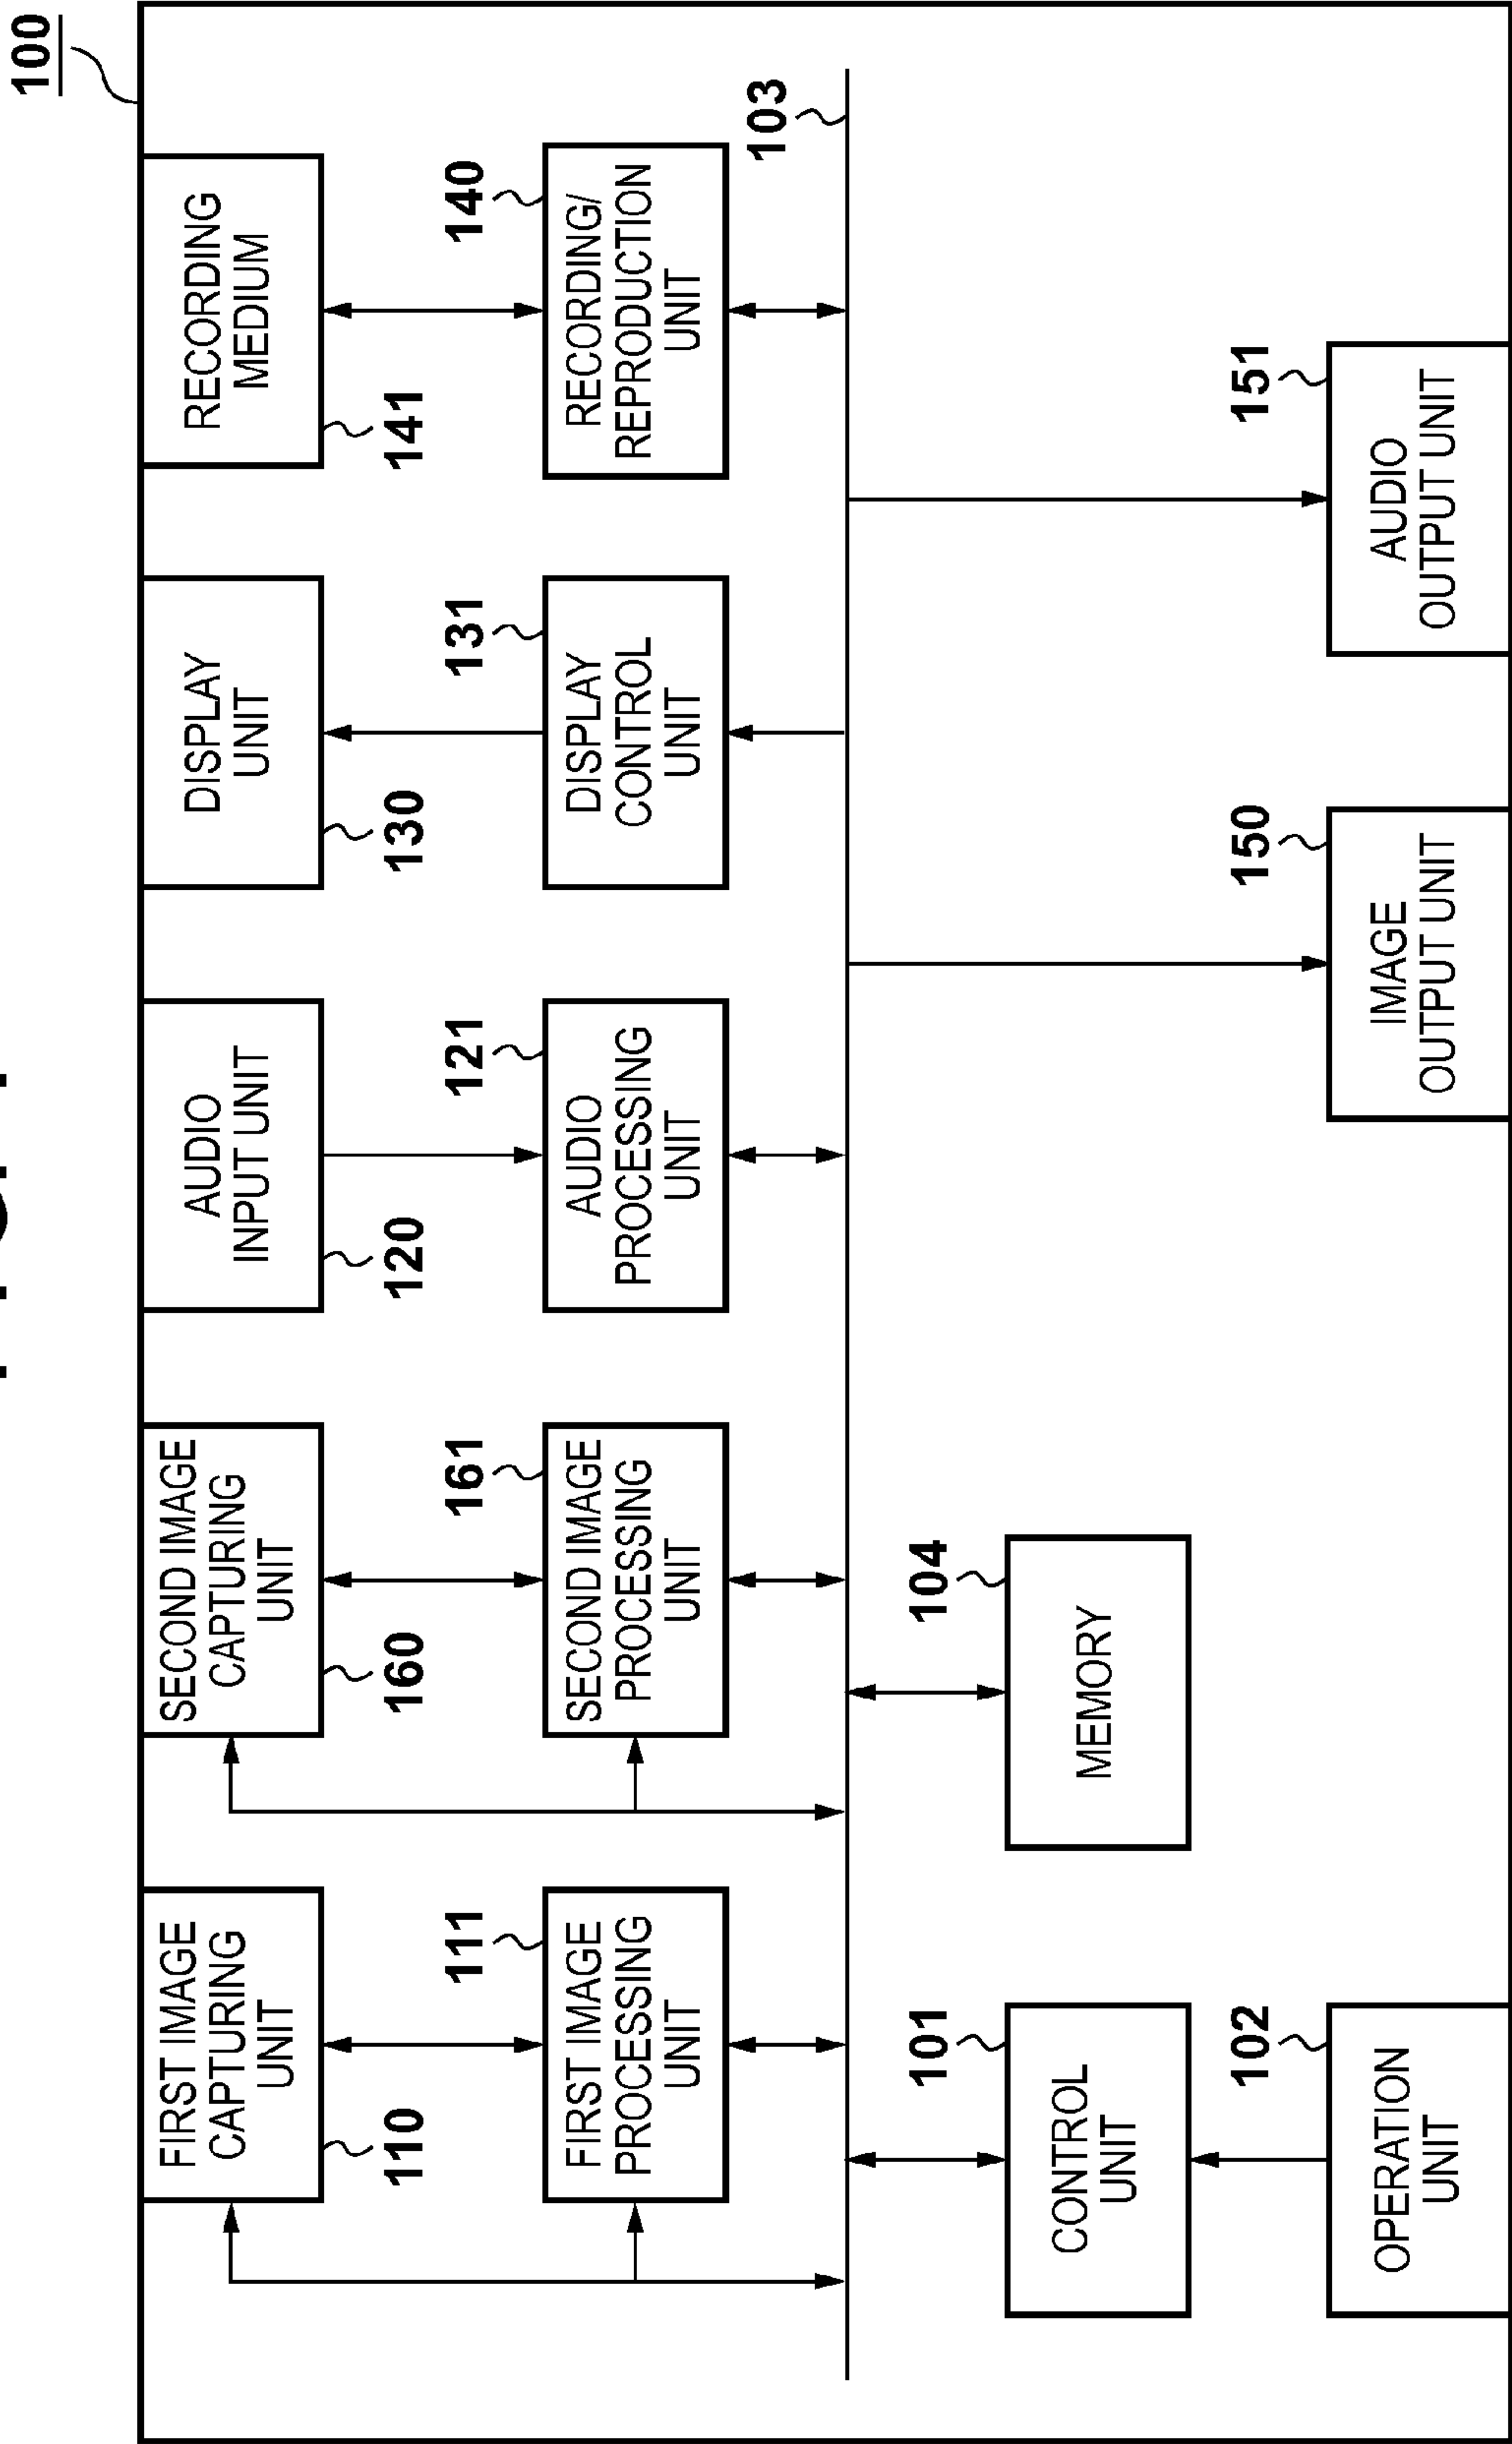 100
FIRST IMAGE
CAPTURING
UNIT
SECOND IMAGE
CAPTURING
UNIT
AUDIO
INPUT UNIT
DISPLAY
UNIT
RECORDING
MEDIUM
110
160
120
130
141
111
161
121
131
140
FIRST IMAGE
PROCESSING
UNIT
SECOND IMAGE
PROCESSING
UNIT
AUDIO
PROCESSING
UNIT
DISPLAY
CONTROL
UNIT
RECORDING/
REPRODUCTION
UNIT
103
101
104
CONTROL
UNIT
MEMORY
102
150
151
OPERATION
UNIT
IMAGE
OUTPUT UNIT
AUDIO
OUTPUT UNIT